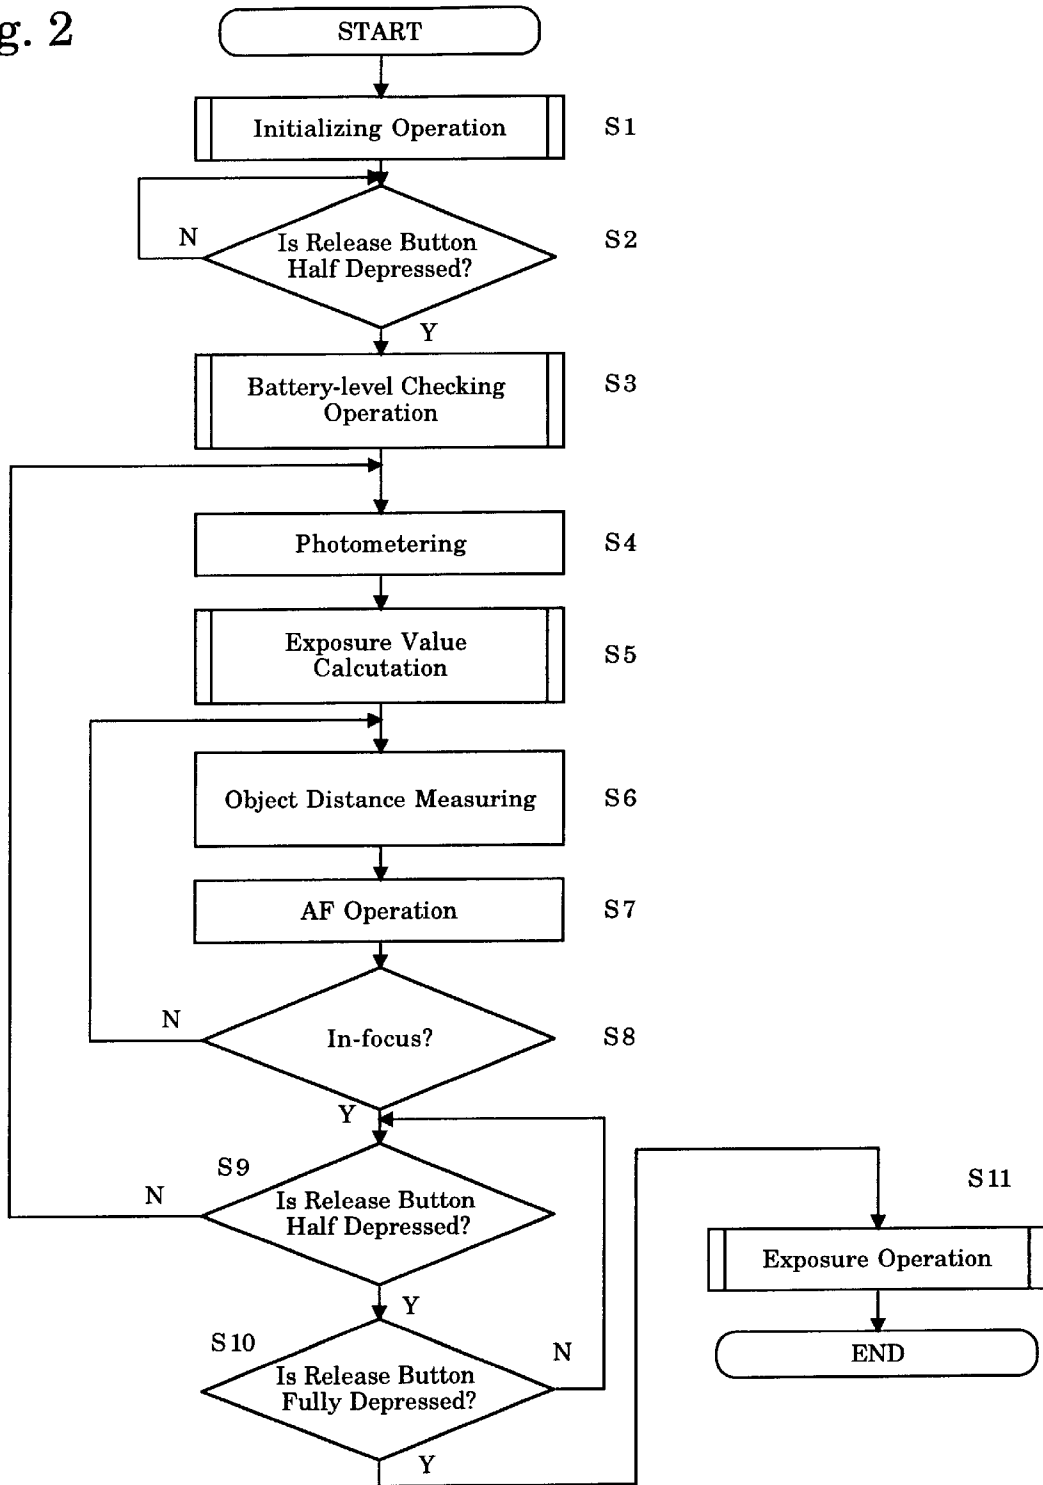 g. 2
START
Initializing Operation
S1
Is Release Button
Half Depressed?
S2
N
Y
Battery-level Checking
Operation
S3
Photometering
S4
Exposure Value
Calcutation
S5
Object Distance Measuring
S6
AF Operation
S7
In-focus?
S8
N
Y
S9
Is Release Button
Half Depressed?
N
Y
S10
Is Release Button
Fully Depressed?
N
Y
S11
Exposure Operation
END